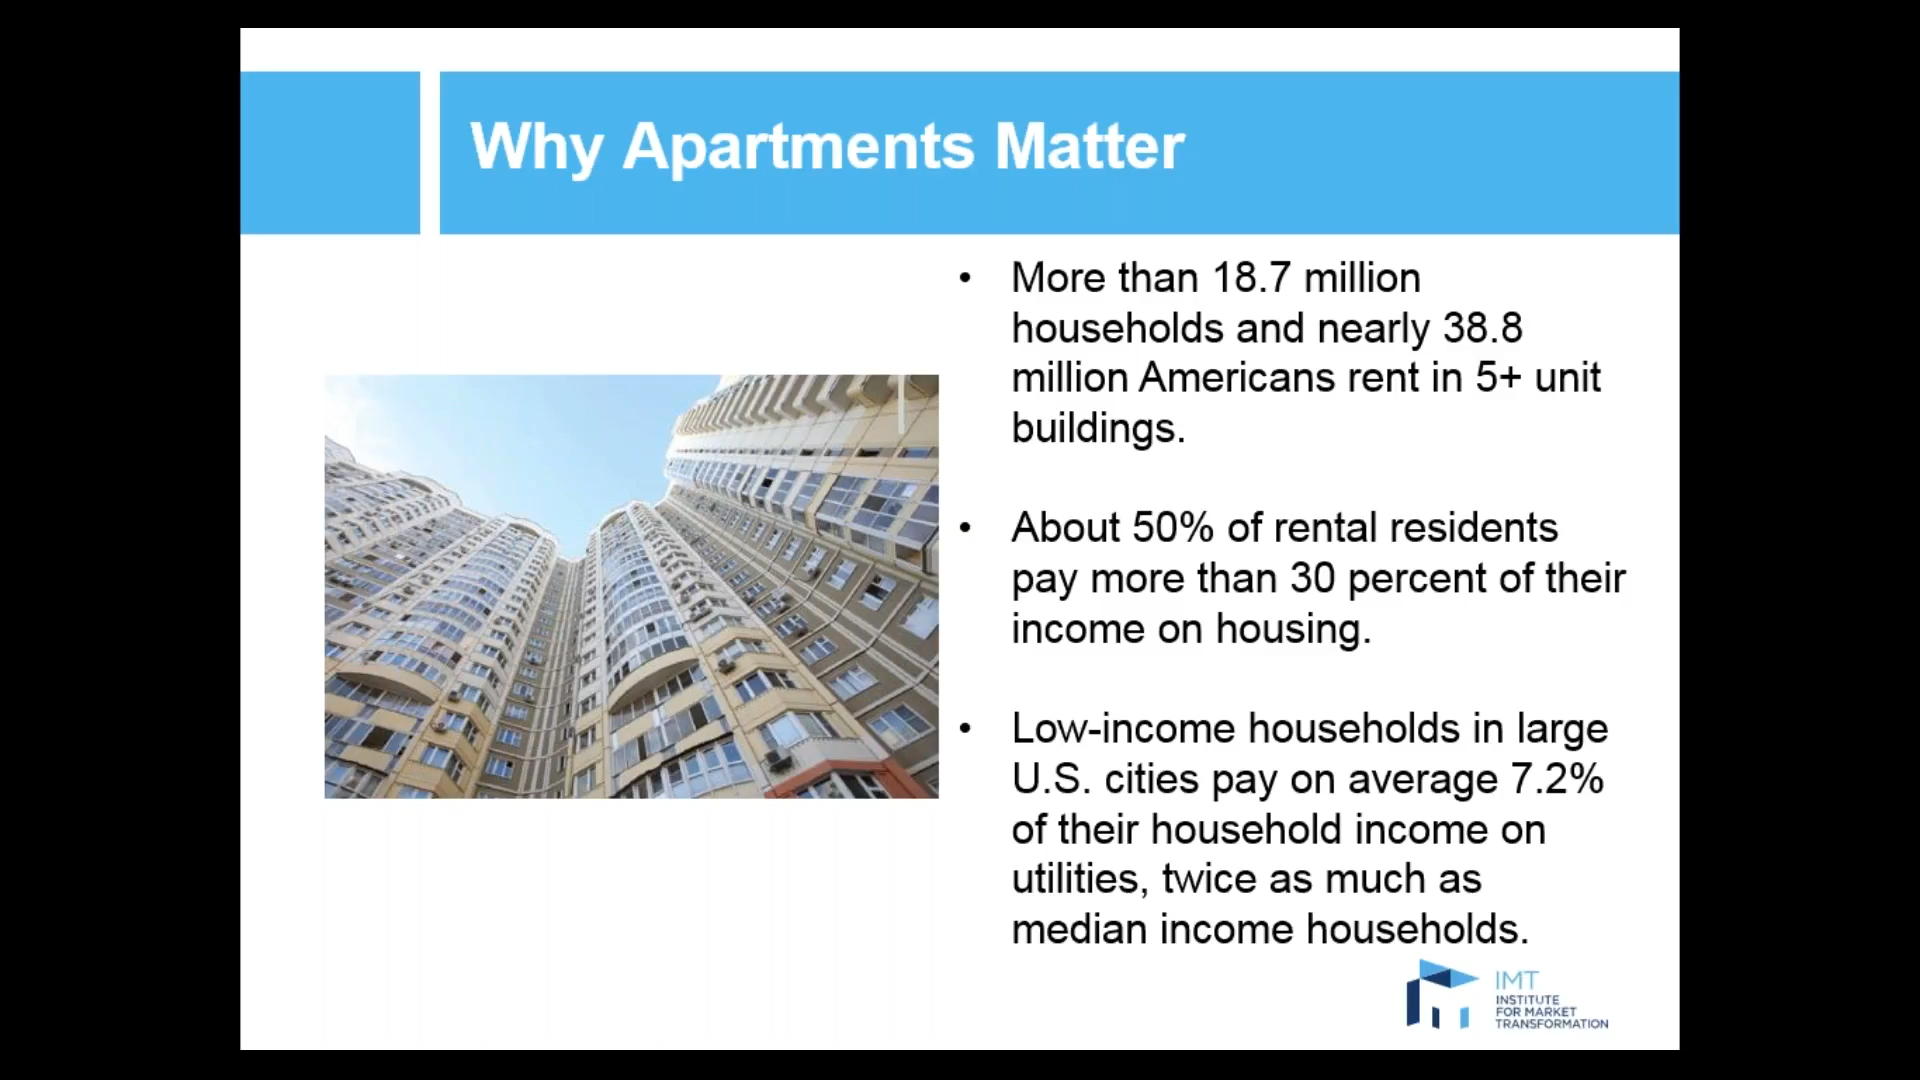 Why Apartments Matter
• More than 18.7 million
households and nearly 38.8
million Americans rent in 5+ unit
buildings.
• About 50% of rental residents
pay more than 30 percent of their
income on housing.
• Low-income households in large
U.S. cities pay on average 7.2%
of their household income on
utilities, twice as much as
median income households.
IMT
INSTITUTE
FOR MARKET
TRANSFORMATION